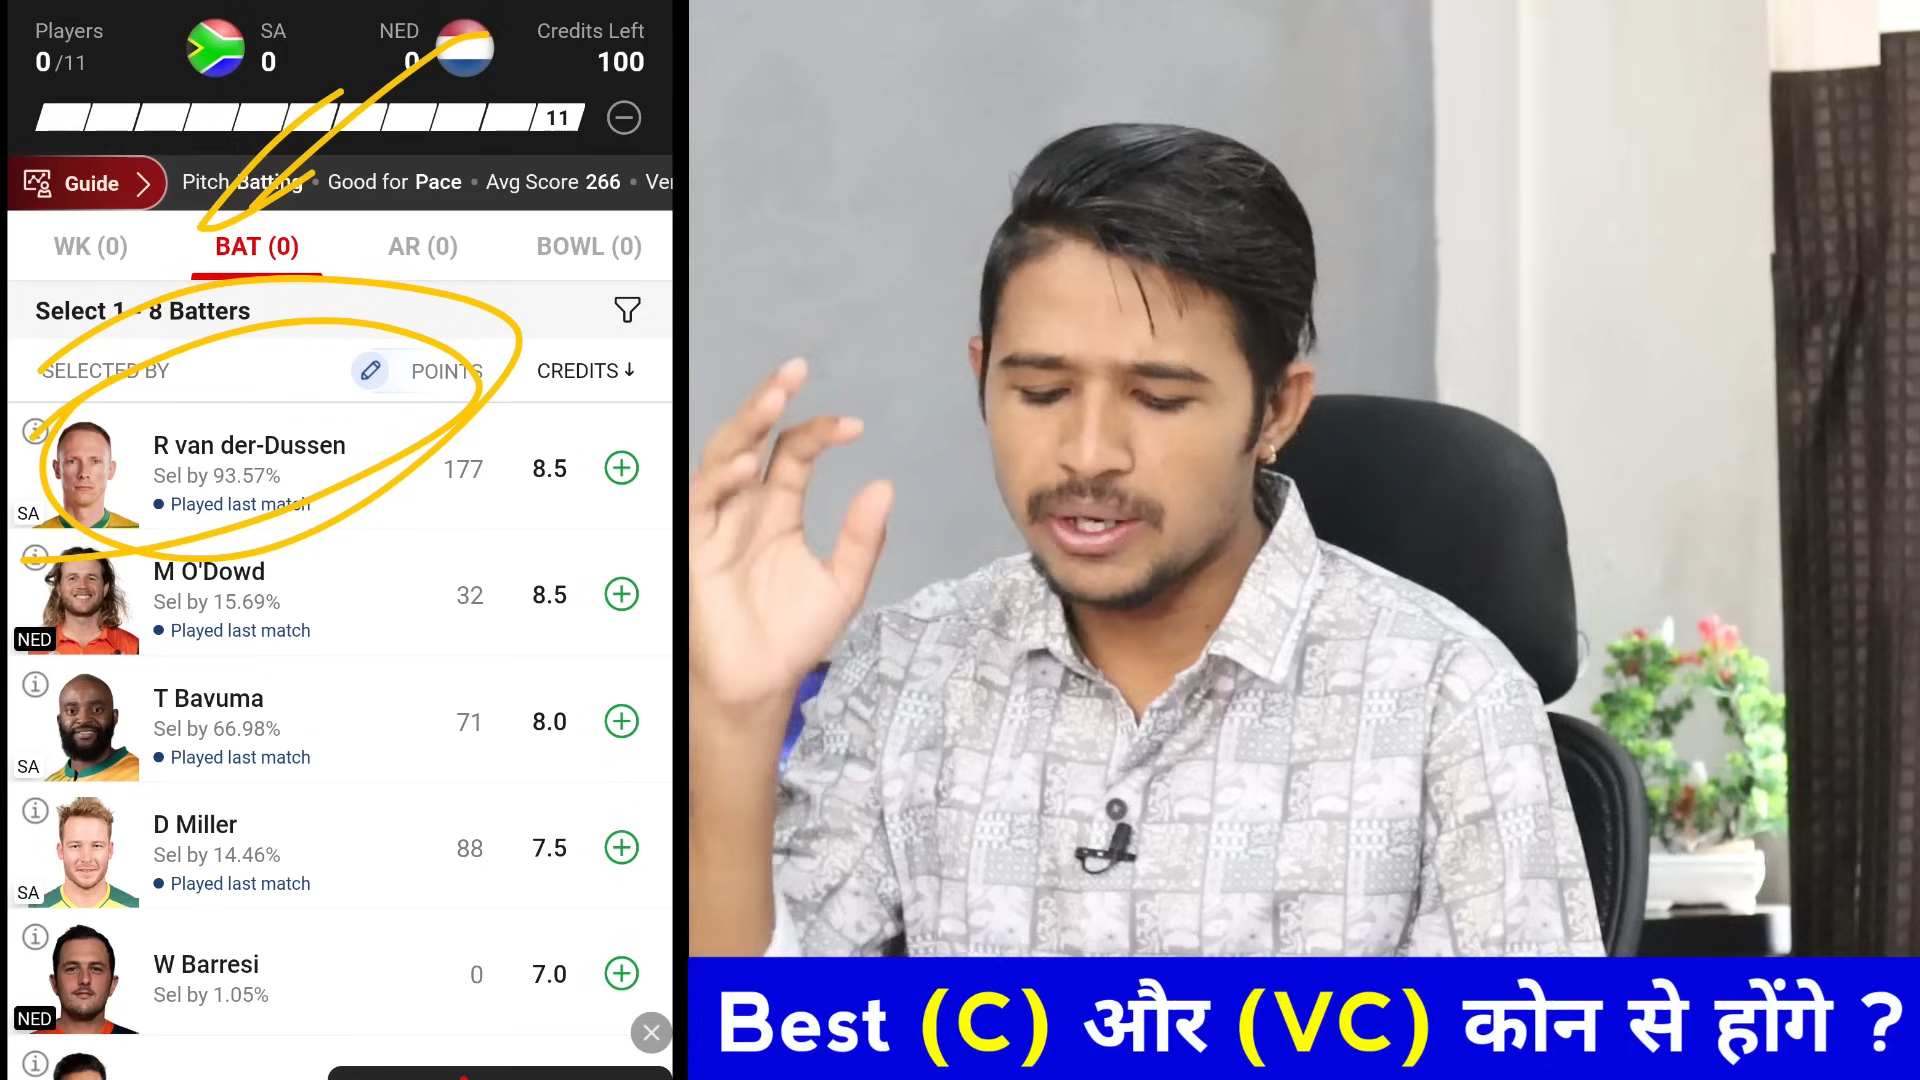 Players
0/11
SA
0
NED
0
Credits Left
100
11
Guide
Pitch Batting • Good for Pace • Avg Score 266 •
WK (0)
BAT (0)
AR (0)
BOWL (0)
Select 1 - 8 Batters
SELECTED BY
POINTS
CREDITS↓
R van der-Dussen
Sel by 93.57%
Played last match
SA
177
8.5
M O'Dowd
Sel by 15.69%
Played last match
NED
32
8.5
T Bavuma
Sel by 66.98%
Played last match
SA
71
8.0
D Miller
Sel by 14.46%
Played last match
SA
88
7.5
W Barresi
Sel by 1.05%
NED
0
7.0
Best (C) और (VC) कोन से होंगे ?